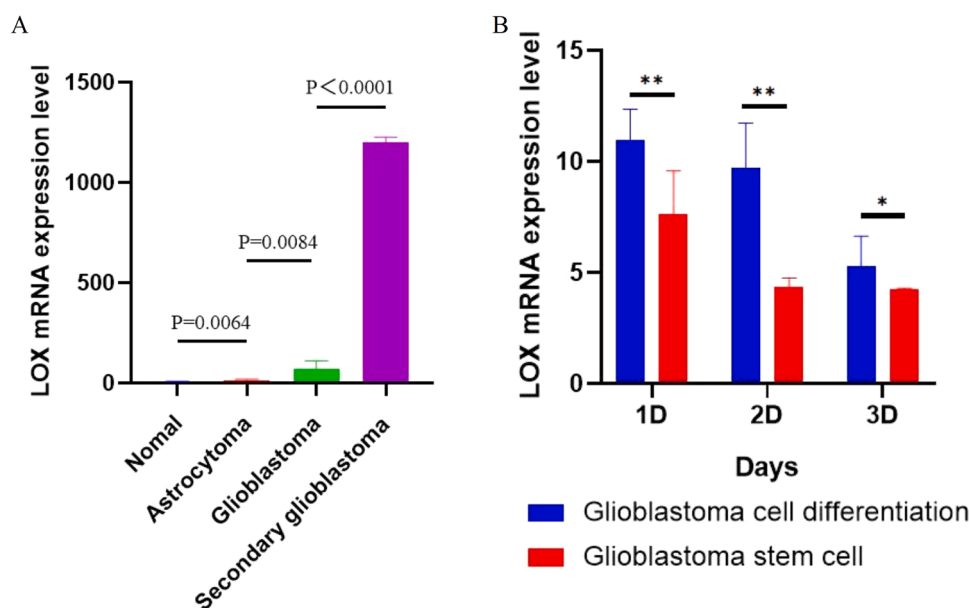 A
LOX mRNA expression level
1500
1000
500
0
P=0.0064
P=0.0084
P<0.0001
Nomal
Astrocytoma
Glioblastoma
Secondary glioblastoma
B
LOX mRNA expression level
15
10
5
0
**
**
*
1D
2D
3D
Days
Glioblastoma cell differentiation
Glioblastoma stem cell